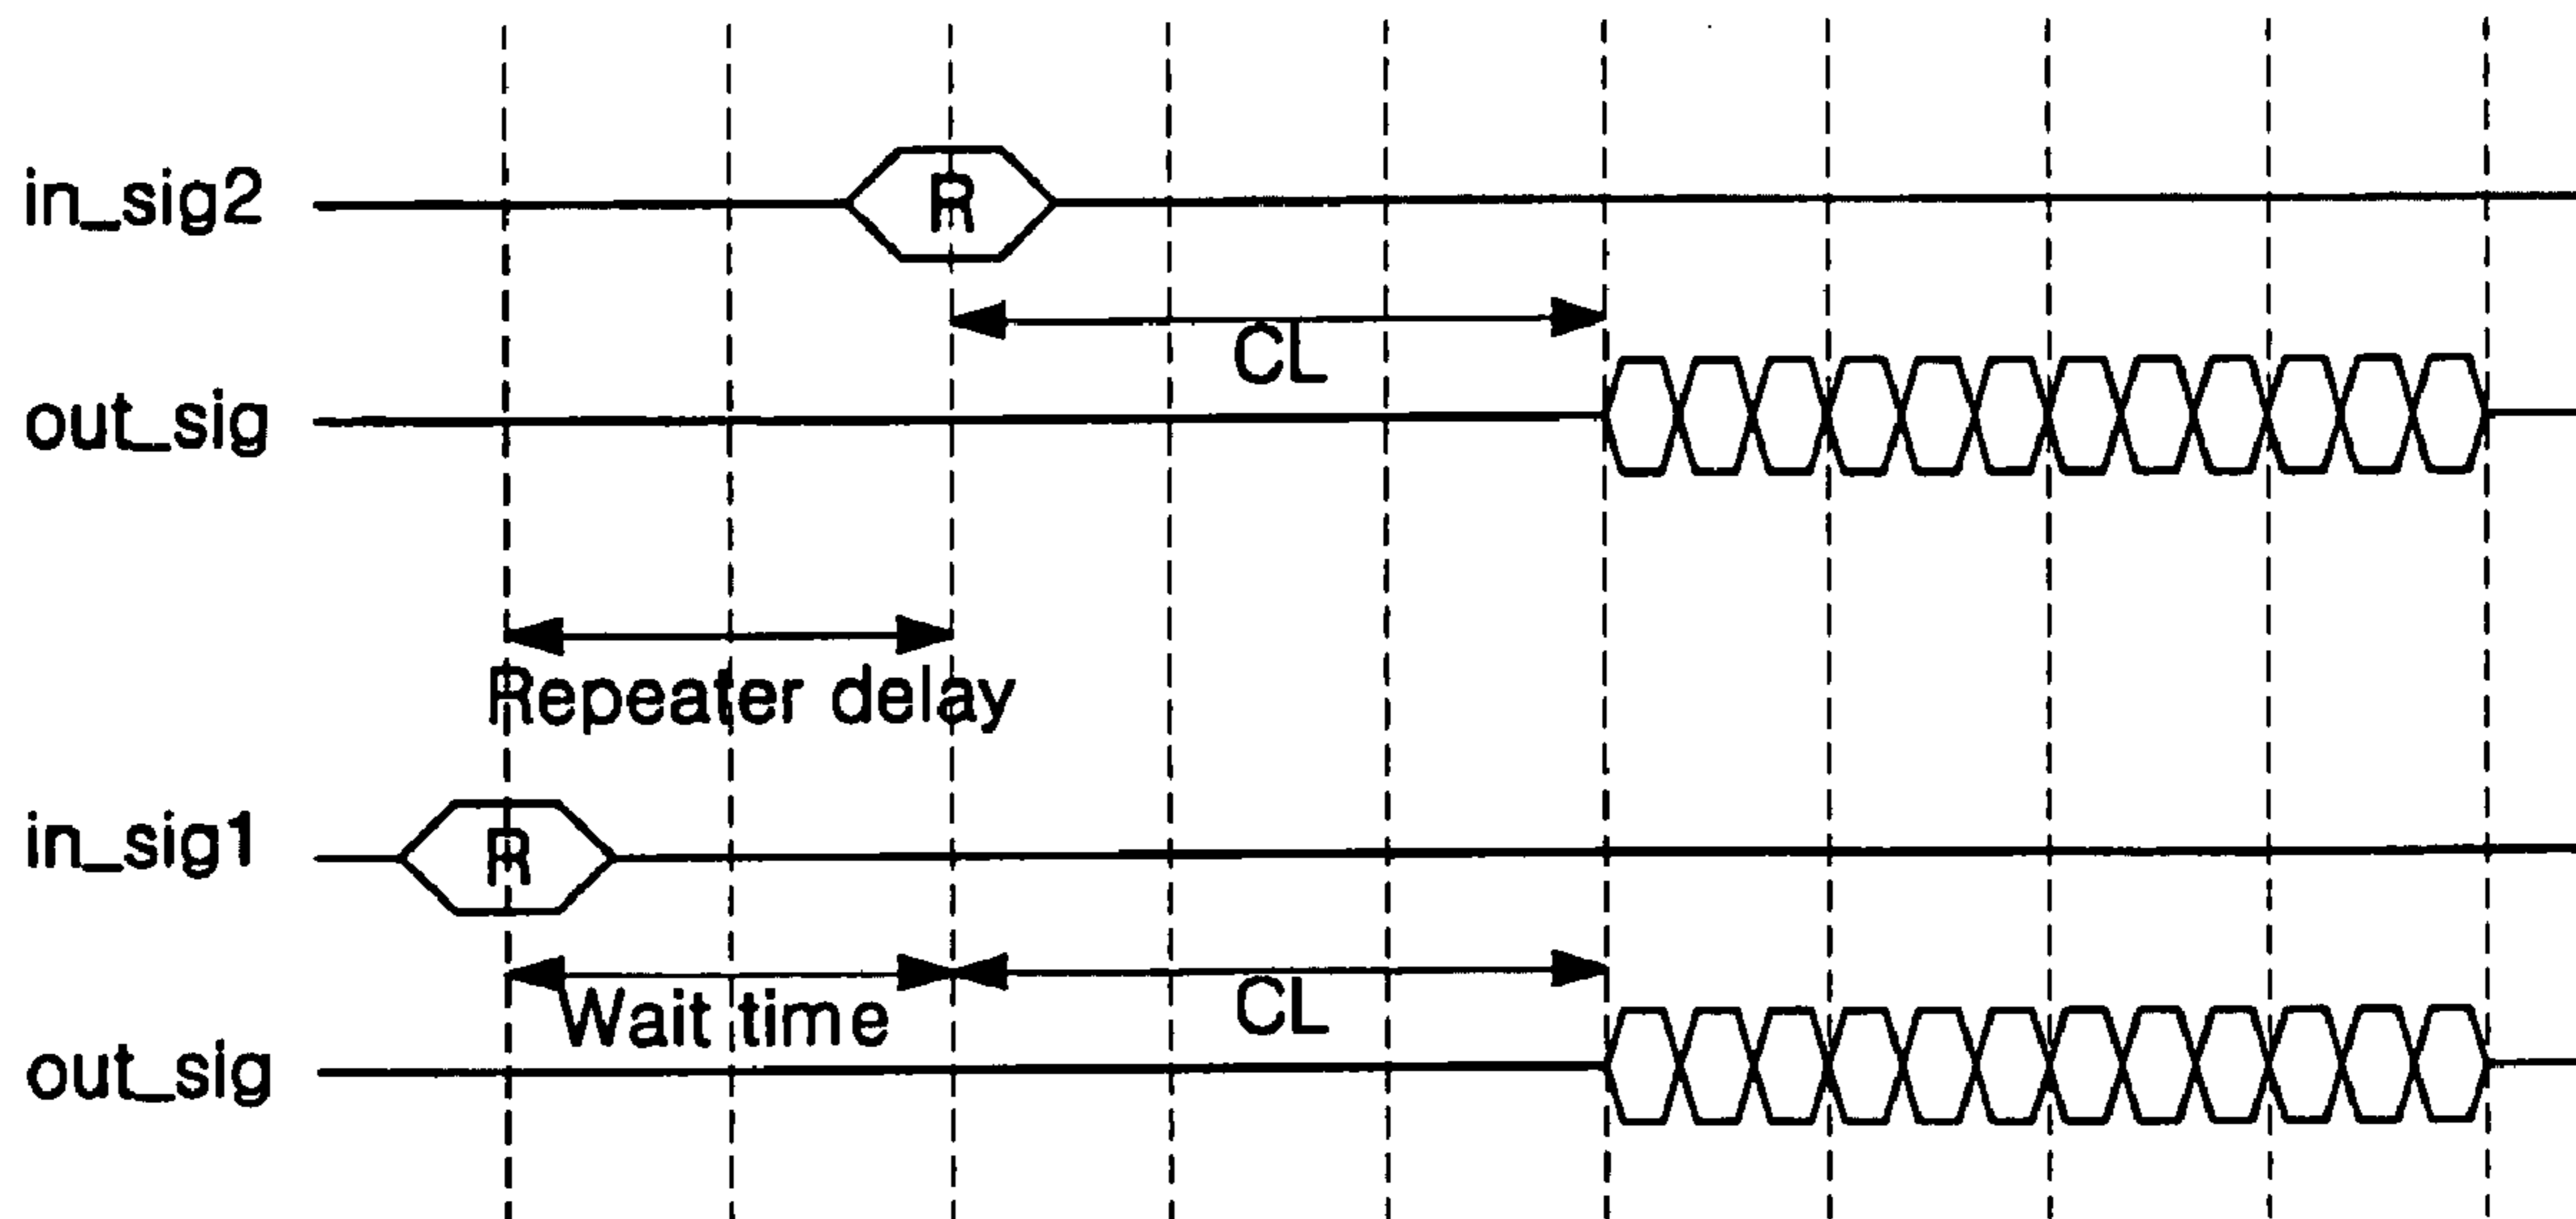 in_sig2
R
CL
out_sig
Repeater delay
in_sig1
R
Wait time
CL
out_sig